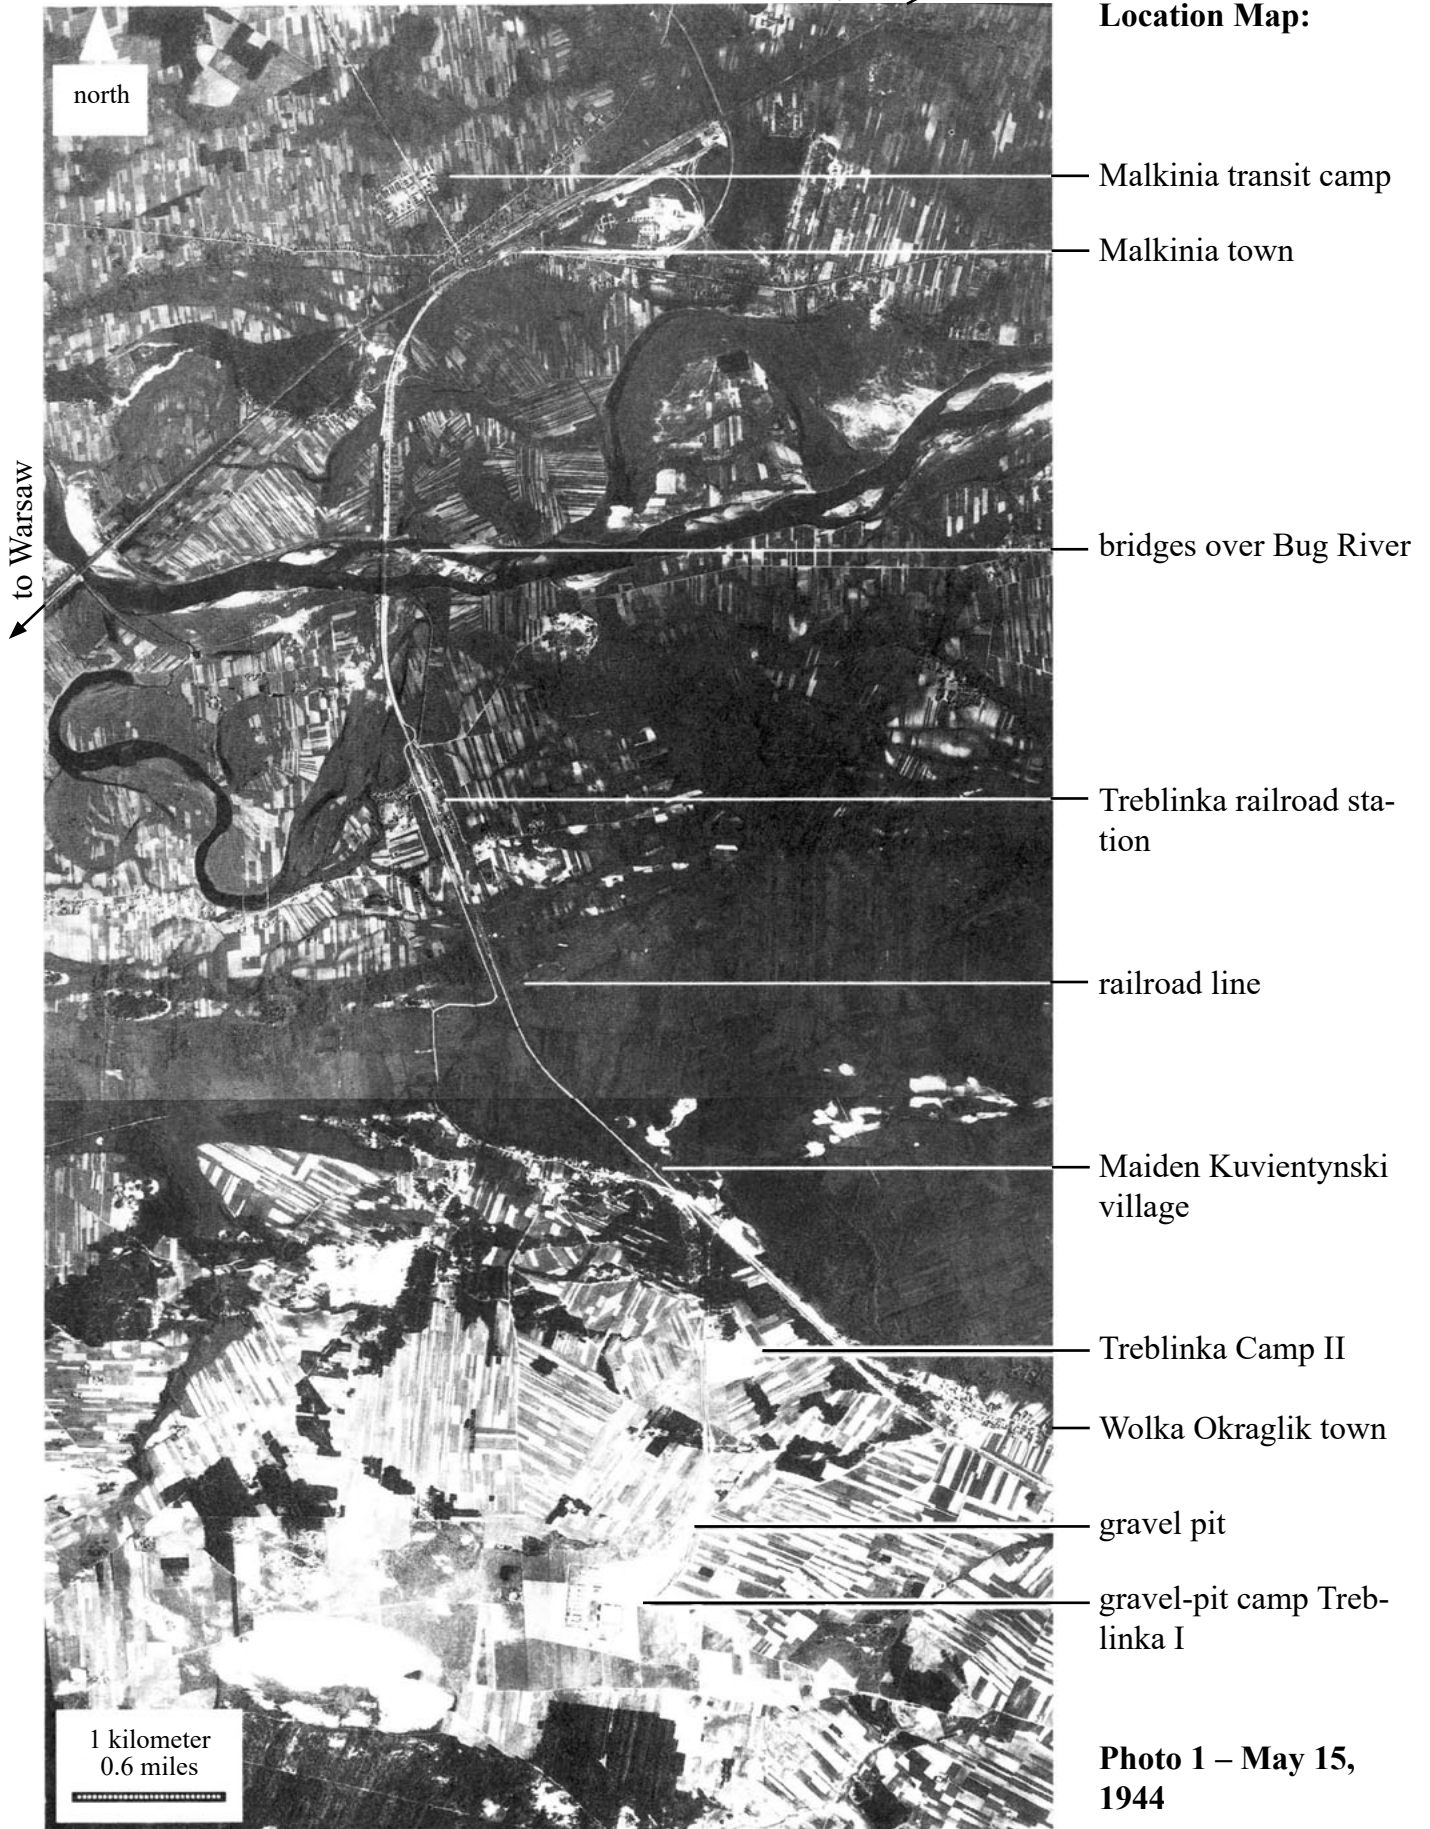 Location Map:
north
Malkinia transit camp
Malkinia town
to Warsaw
bridges over Bug River
Treblinka railroad sta-
tion
railroad line
Maiden Kuvientynski
village
Treblinka Camp II
Wolka Okraglik town
gravel pit
gravel-pit camp Treb-
linka I
1 kilometer
0.6 miles
Photo 1 – May 15,
1944